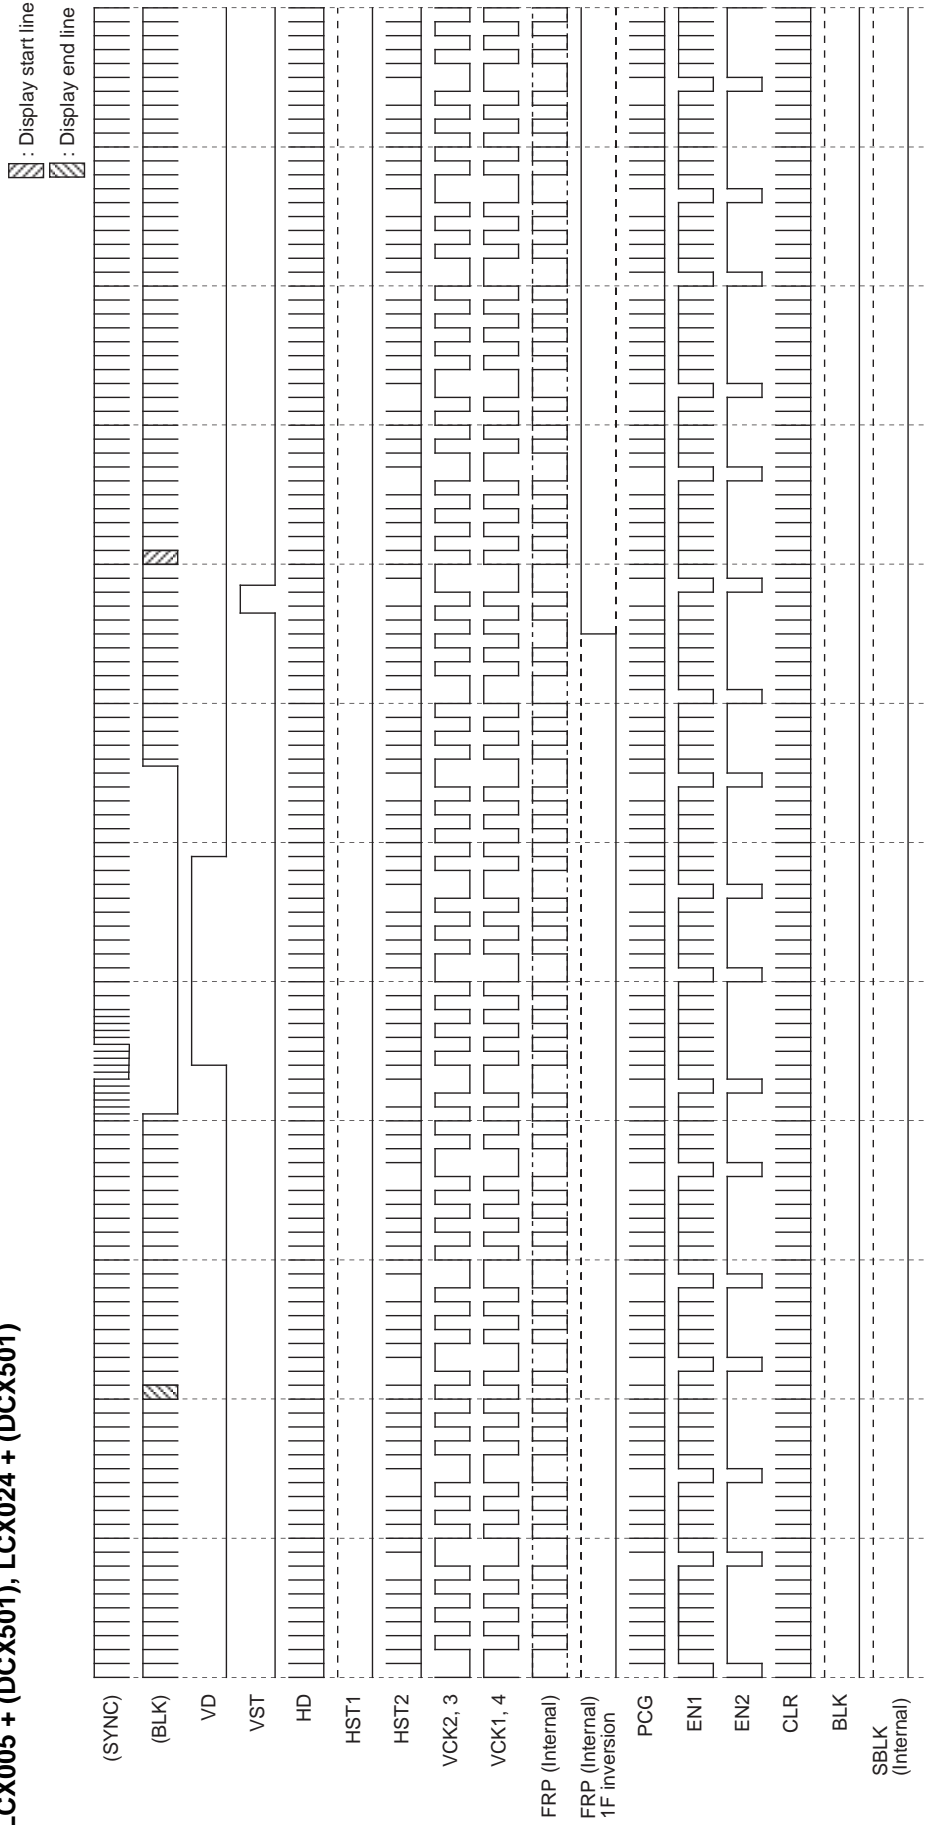 LCX005 + (DCX501), LCX024 + (DCX501)
: Display start line
: Display end line
(SYNC)
(BLK)
VD
VST
HD
HST1
HST2
VCK2, 3
VCK1, 4
FRP (Internal)
FRP (Internal)
1F inversion
PCG
EN1
EN2
CLR
BLK
SBLK
(Internal)